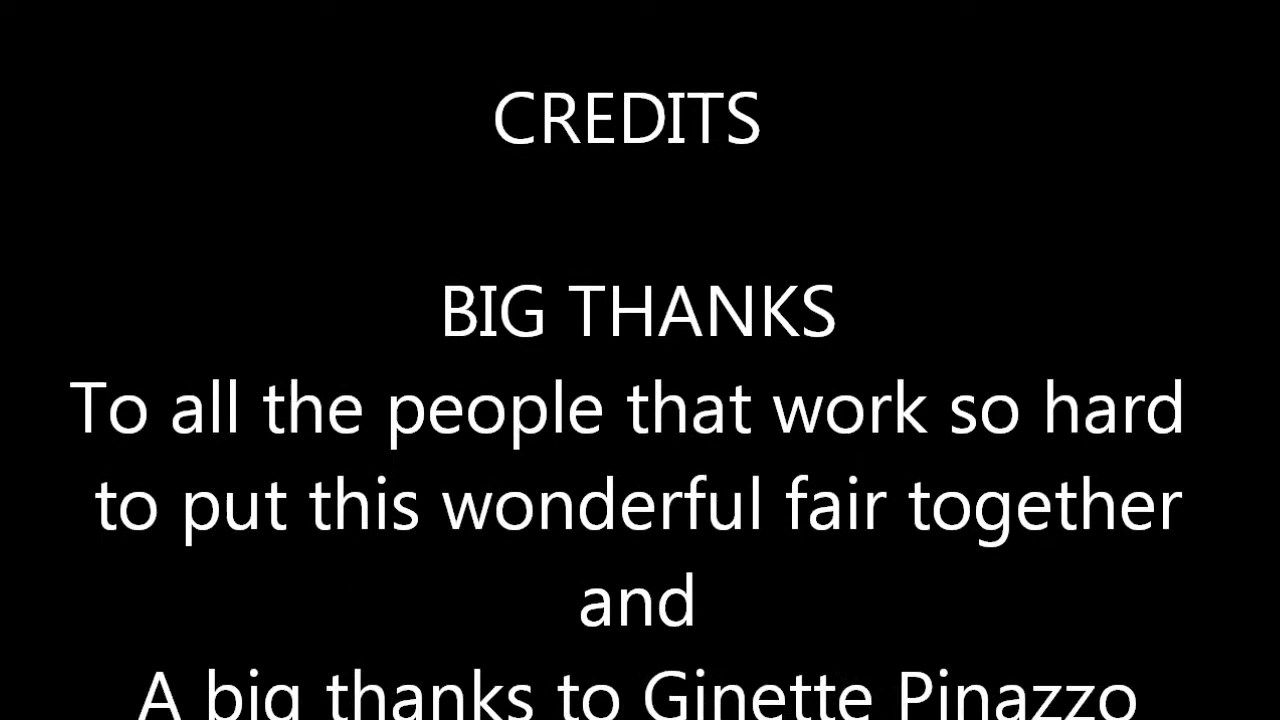 CREDITS
BIG THANKS
To all the people that work so hard
to put this wonderful fair together
and
A big thanks to Ginette Pinazzo